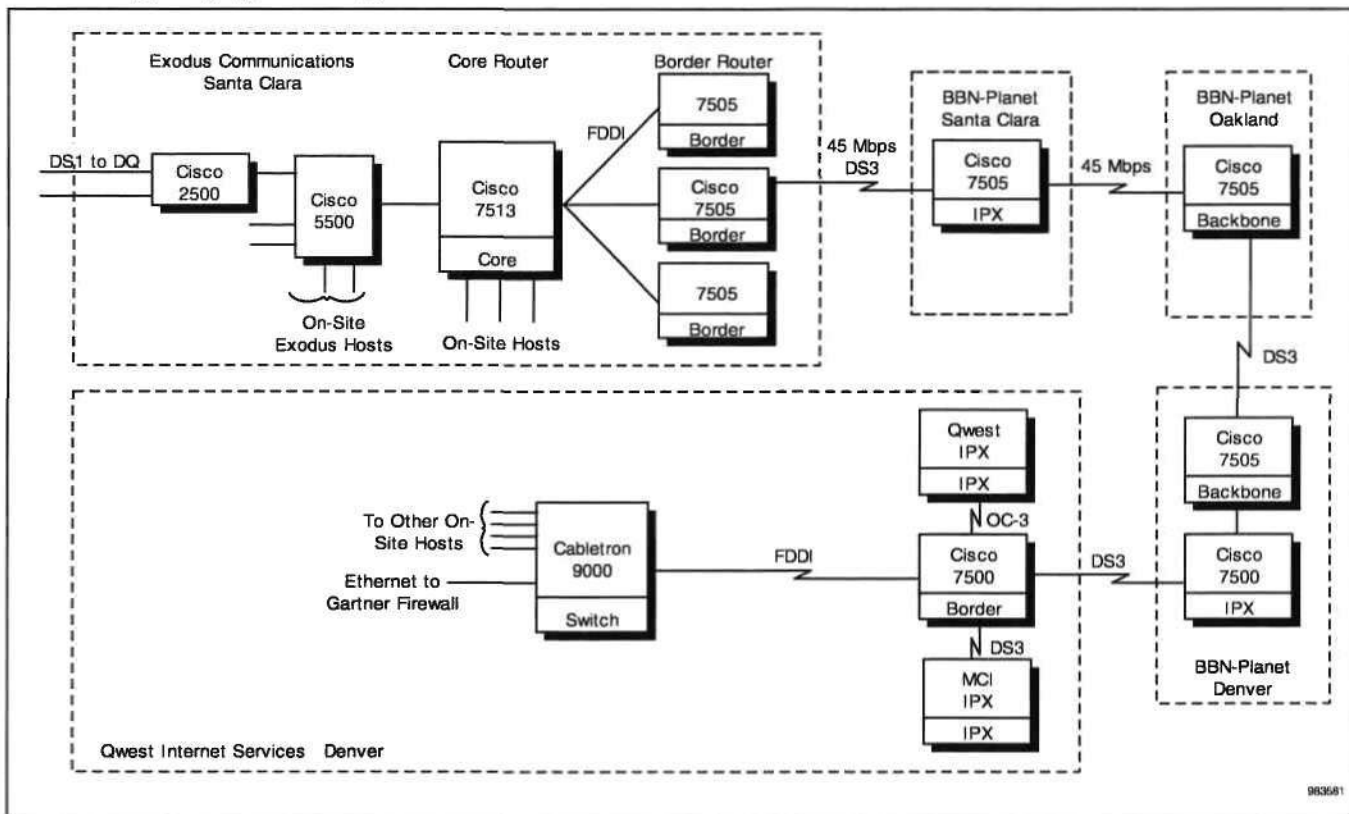 Exodus Communications
Santa Clara
Core Router
Border Router
7505
Border
FDDI
DS1 to DQ
Cisco
2500
Cisco
5500
Cisco
7513
Core
Cisco
7505
Border
7505
Border
On-Site
Exodus Hosts
On-Site Hosts
45 Mbps
DS3
BBN-Planet
Santa Clara
Cisco
7505
IPX
45 Mbps
BBN-Planet
Oakland
Cisco
7505
Backbone
DS3
Cisco
7505
Backbone
Cisco
7500
IPX
BBN-Planet
Denver
DS3
Qwest
IPX
IPX
OC-3
Cisco
7500
Border
DS3
MCI
IPX
IPX
FDDI
Cabletron
9000
Switch
To Other On-
Site Hosts
Ethernet to
Gartner Firewall
Qwest Internet Services Denver
983581